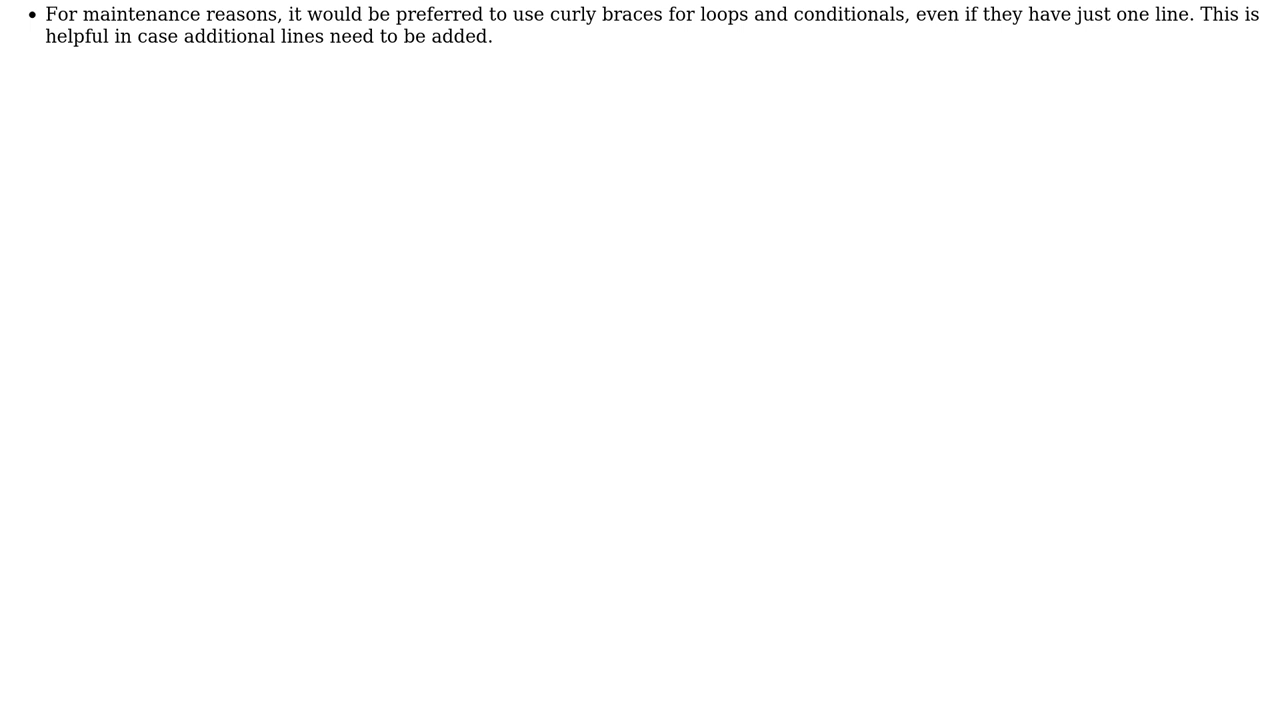 • For maintenance reasons, it would be preferred to use curly braces for loops and conditionals, even if they have just one line. This is
helpful in case additional lines need to be added.